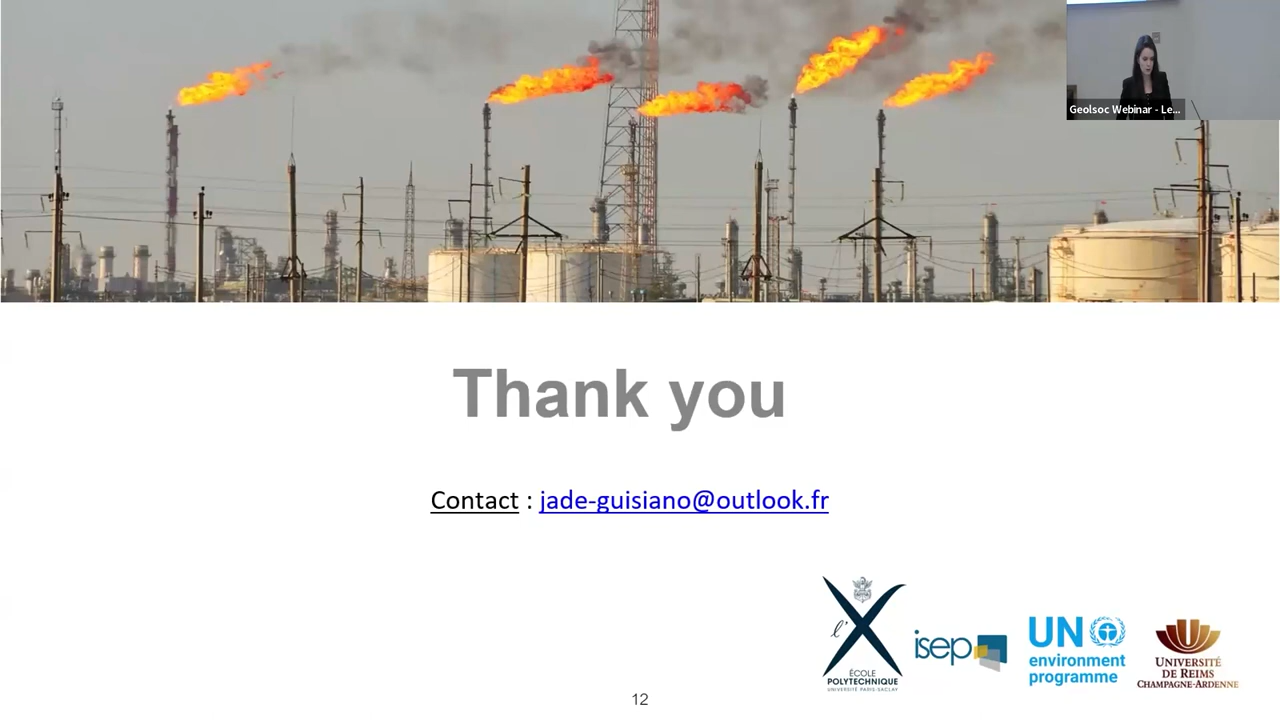 Geolsoc Webinar - Le...
Thank you
Contact : jade-guisiano@outlook.fr
l'X
ÉCOLE
POLYTECHNIQUE
UNIVERSITÉ PARIS-SACLAY
isep
UN
environment
programme
UNIVERSITÉ
DE REIMS
CHAMPAGNE-ARDENNE
12